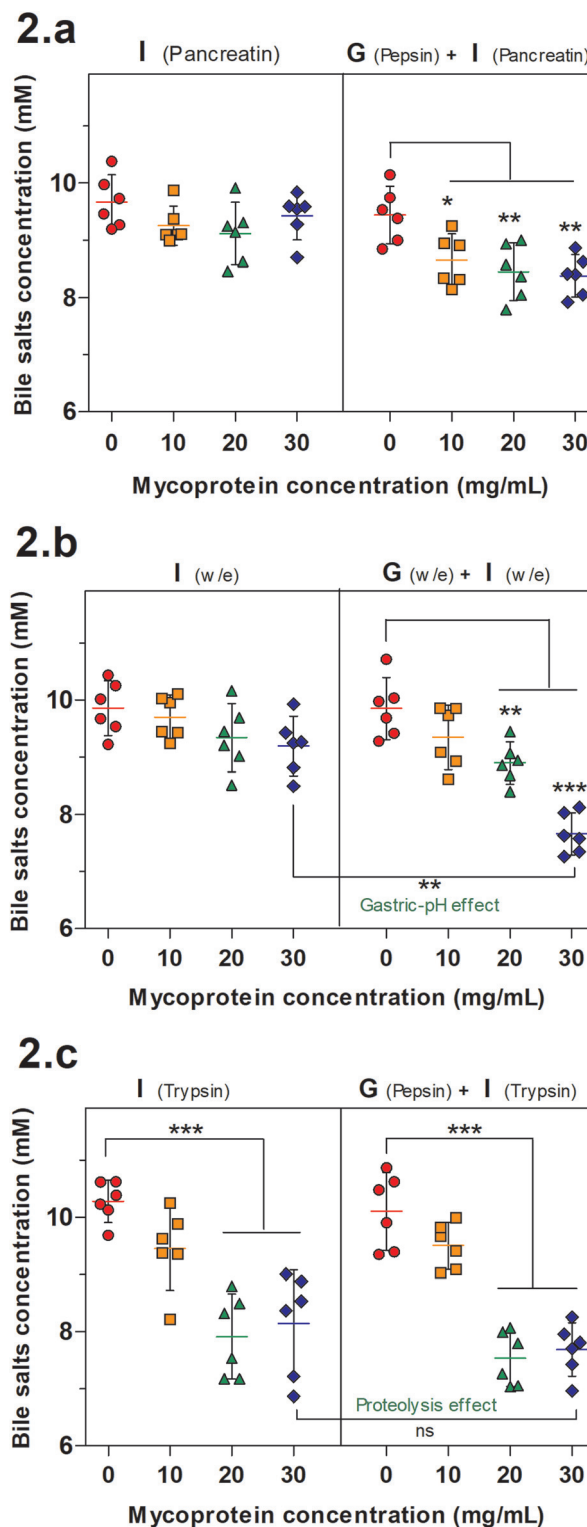 2.a
I (Pancreatin)
G (Pepsin) + I (Pancreatin)
Bile salts concentration (mM)
10
8
6
*
**
**
0 10 20 30 0 10 20 30
Mycoprotein concentration (mg/mL)
2.b
I (w/e)
G (w/e) + I (w/e)
Bile salts concentration (mM)
10
8
6
**
***
**
Gastric-pH effect
0 10 20 30 0 10 20 30
Mycoprotein concentration (mg/mL)
2.c
I (Trypsin)
G (Pepsin) + I (Trypsin)
Bile salts concentration (mM)
10
8
6
***
***
Proteolysis effect
ns
0 10 20 30 0 10 20 30
Mycoprotein concentration (mg/mL)